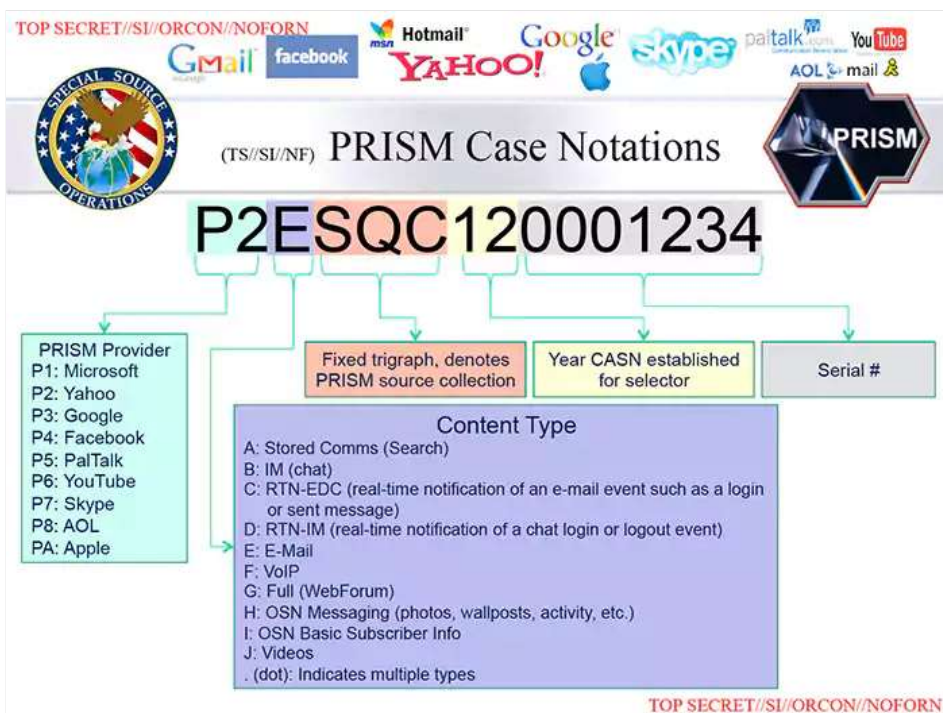 TOP SECRET//SI//ORCON//NOFORN
Gmail
facebook
msn
Hotmail
YAHOO!
Google
skype
paltalk.com
YouTube
AOL mail
SPECIAL SOURCE OPERATIONS
(TS//SI//NF) PRISM Case Notations
PRISM
P2ESQC120001234
PRISM Provider
P1: Microsoft
P2: Yahoo
P3: Google
P4: Facebook
P5: PalTalk
P6: YouTube
P7: Skype
P8: AOL
PA: Apple
Fixed trigraph, denotes
PRISM source collection
Year CASN established
for selector
Serial #
Content Type
A: Stored Comms (Search)
B: IM (chat)
C: RTN-EDC (real-time notification of an e-mail event such as a login
or sent message)
D: RTN-IM (real-time notification of a chat login or logout event)
E: E-Mail
F: VoIP
G: Full (WebForum)
H: OSN Messaging (photos, wallposts, activity, etc.)
I: OSN Basic Subscriber Info
J: Videos
. (dot): Indicates multiple types
TOP SECRET//SI//ORCON//NOFORN